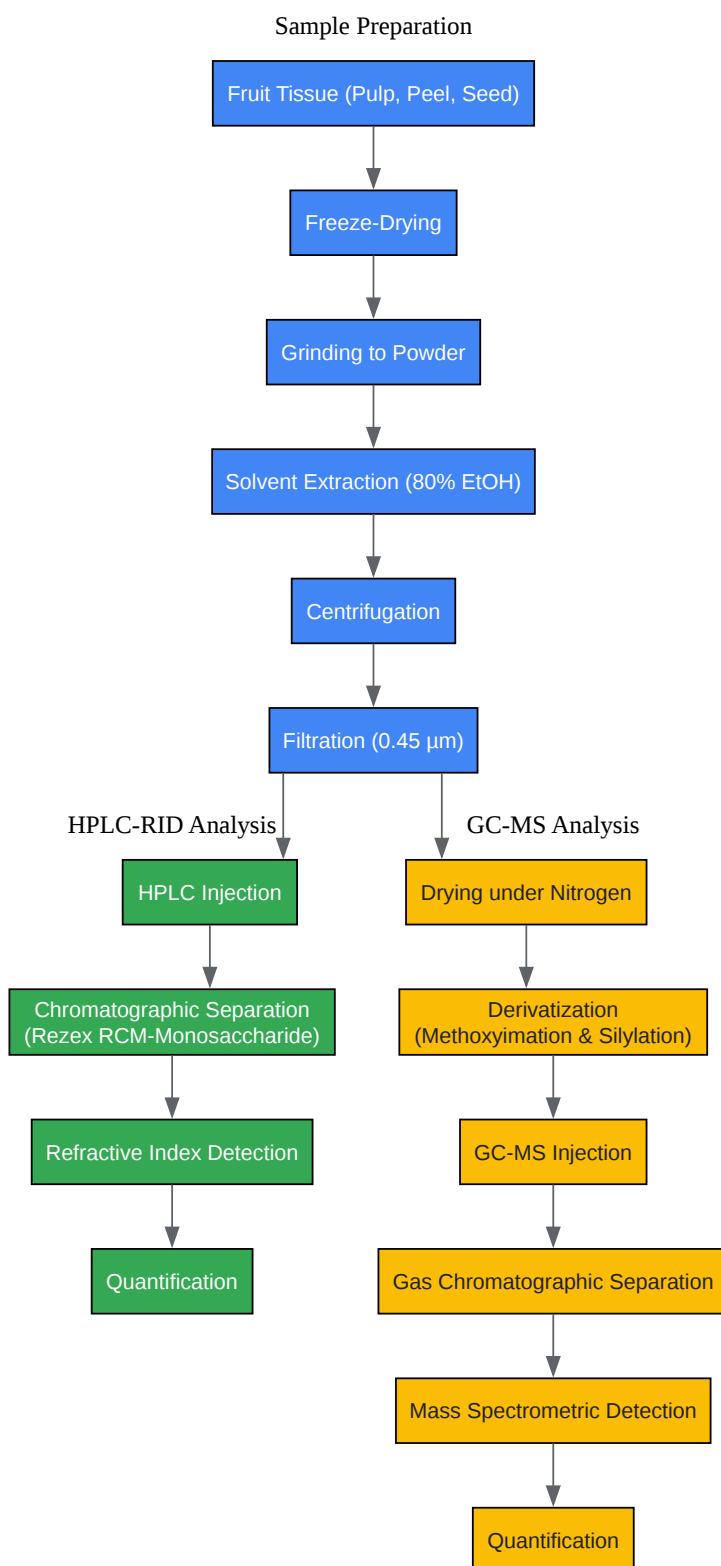 Sample Preparation
Fruit Tissue (Pulp, Peel, Seed)
Freeze-Drying
Grinding to Powder
Solvent Extraction (80% EtOH)
Centrifugation
Filtration (0.45 µm)
HPLC-RID Analysis
HPLC Injection
Chromatographic Separation
(Rezex RCM-Monosaccharide)
Refractive Index Detection
Quantification
GC-MS Analysis
Drying under Nitrogen
Derivatization
(Methoxyimation & Silylation)
GC-MS Injection
Gas Chromatographic Separation
Mass Spectrometric Detection
Quantification